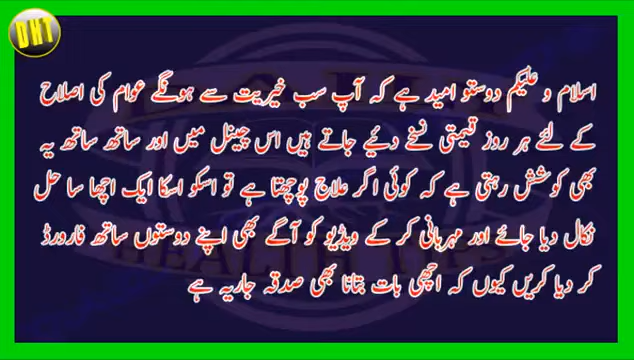 DHT
اسلام و علیکم دوستو امید ہے کہ آپ سب خیریت سے ہونگے عوام کی اصلاح
کے لئے ہر روز قیمتی نسخے دئیے جاتے ہیں اس چینل میں اور ساتھ ساتھ یہ
بھی کوشش رہتی ہے کہ کوئی اگر علاج پوچھتا ہے تو اسکو اسکا ایک اچھا سا حل
نکال دیا جائے اور مہربانی کر کے ویڈیو کو آگے بھی اپنے دوستوں ساتھ فارورڈ
کر دیا کریں کیوں کہ اچھی بات بتانا بھی صدقہ جاریہ ہے
HEALTH TIPS